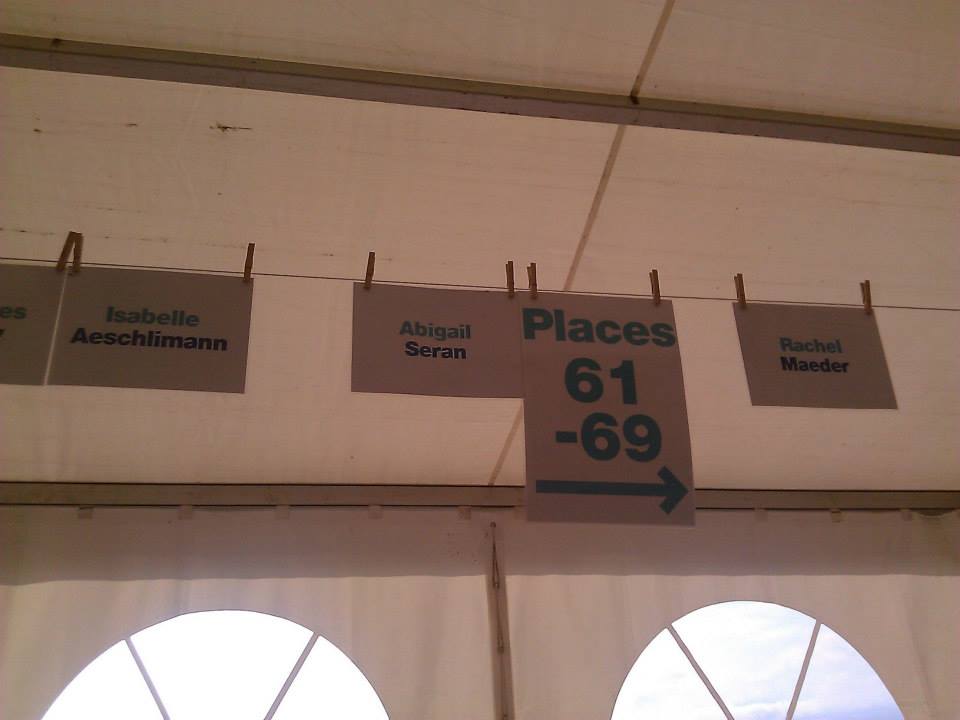 Isabelle
Aeschlimann
Abigail
Seran
Places
61
-69
Rachel
Maeder